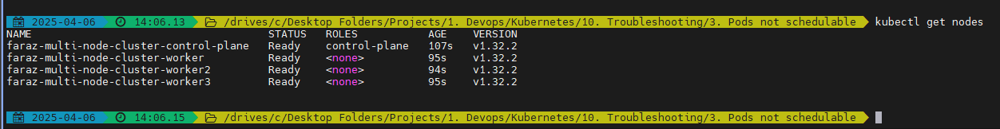 2025-04-06 14:06.13 /drives/c/Desktop Folders/Projects/1. Devops/Kubernetes/10. Troubleshooting/3. Pods not schedulable kubectl get nodes
NAME STATUS ROLES AGE VERSION
faraz-multi-node-cluster-control-plane Ready control-plane 107s v1.32.2
faraz-multi-node-cluster-worker Ready <none> 95s v1.32.2
faraz-multi-node-cluster-worker2 Ready <none> 94s v1.32.2
faraz-multi-node-cluster-worker3 Ready <none> 95s v1.32.2
2025-04-06 14:06.15 /drives/c/Desktop Folders/Projects/1. Devops/Kubernetes/10. Troubleshooting/3. Pods not schedulable